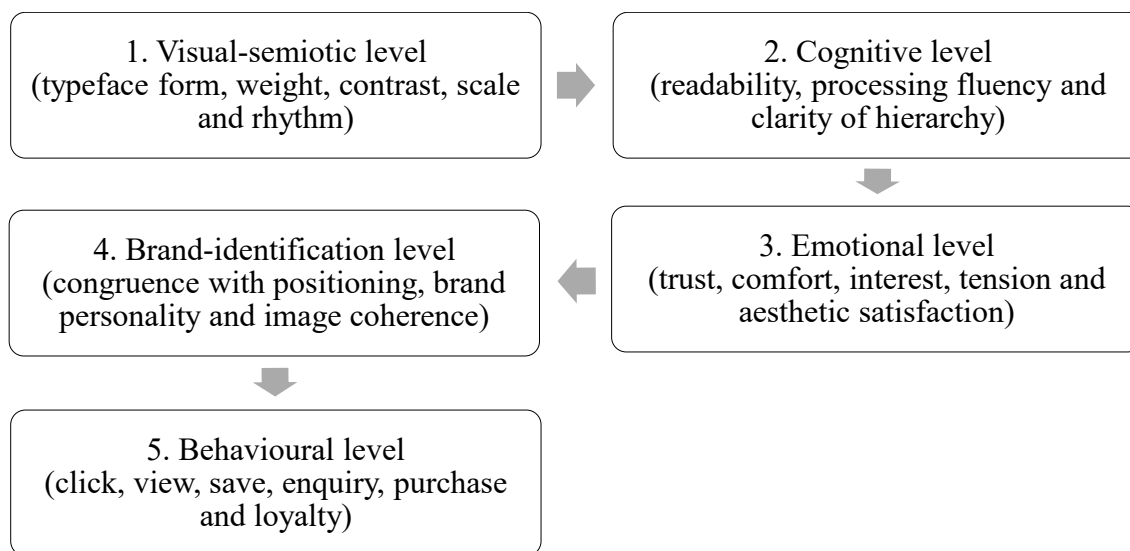 1. Visual-semiotic level
(typeface form, weight, contrast, scale
and rhythm)
2. Cognitive level
(readability, processing fluency and
clarity of hierarchy)
3. Emotional level
(trust, comfort, interest, tension and
aesthetic satisfaction)
4. Brand-identification level
(congruence with positioning, brand
personality and image coherence)
5. Behavioural level
(click, view, save, enquiry, purchase
and loyalty)